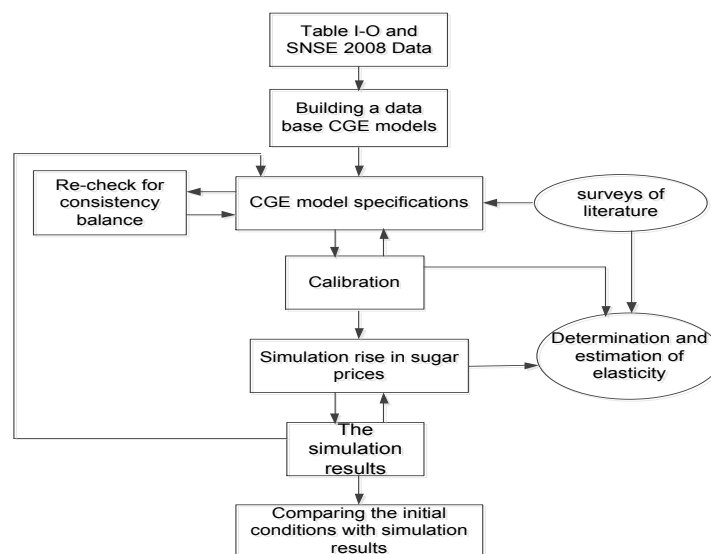 Table I-O and
SNSE 2008 Data
Building a data
base CGE models
Re-check for
consistency
balance
CGE model specifications
surveys of
literature
Calibration
Simulation rise in sugar
prices
Determination and
estimation of
elasticity
The
simulation
results
Comparing the initial
conditions with simulation
results